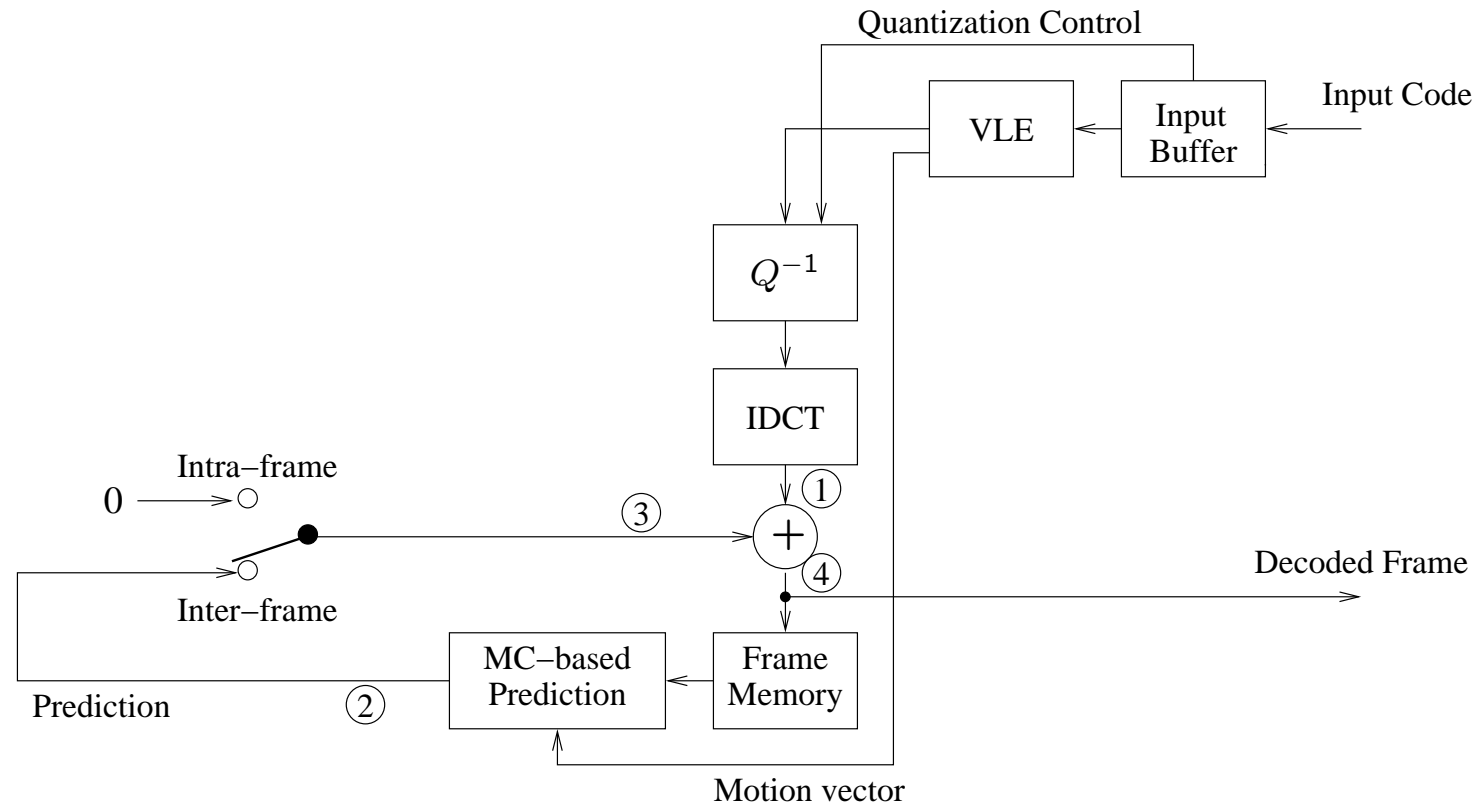 Quantization Control
Input Code
VLE
Input
Buffer
Q⁻¹
IDCT
①
Intra−frame
0
③
④
Decoded Frame
Inter−frame
MC−based
Prediction
Frame
Memory
②
Prediction
Motion vector
+